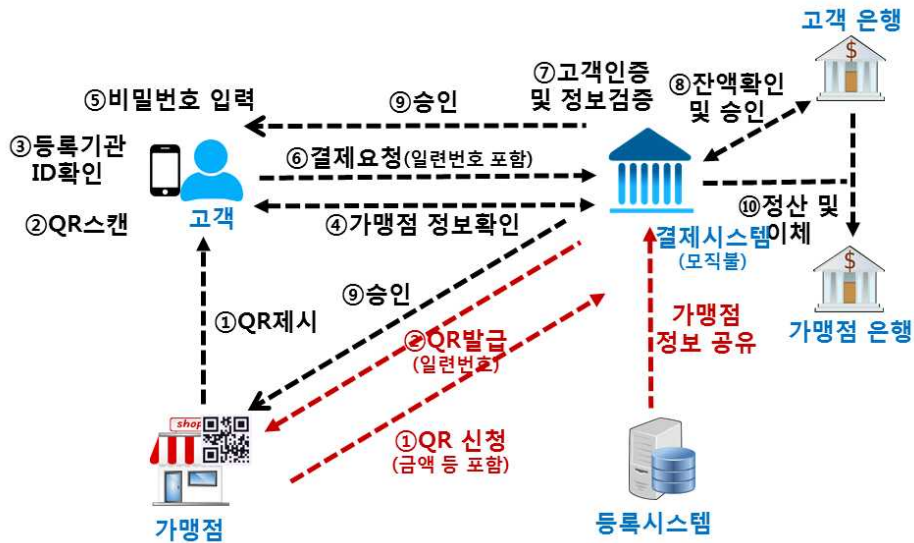 고객 은행
$
⑦고객인증
및 정보검증
⑧잔액확인
및 승인
⑤비밀번호 입력
⑨승인
③등록기관
ID확인
⑥결제요청(일련번호 포함)
②QR스캔
고객
④가맹점 정보확인
⑩정산 및
이체
결제시스템
(모직불)
$
가맹점 은행
⑨승인
①QR제시
②QR발급
(일련번호)
가맹점
정보 공유
shop
①QR 신청
(금액 등 포함)
가맹점
등록시스템